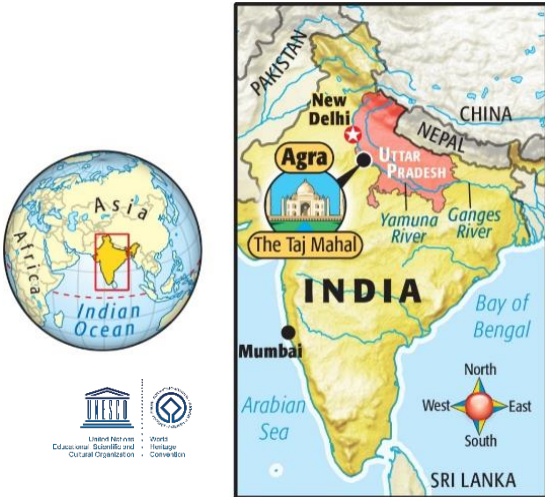 Asia
Africa
Indian
Ocean
UNESCO
United Nations
Educational, Scientific and
Cultural Organization
World
Heritage
Convention
PAKISTAN
CHINA
New
Delhi
NEPAL
Agra
UTTAR
PRADESH
The Taj Mahal
Yamuna
River
Ganges
River
INDIA
Bay of
Bengal
Mumbai
Arabian
Sea
North
West
East
South
SRI LANKA